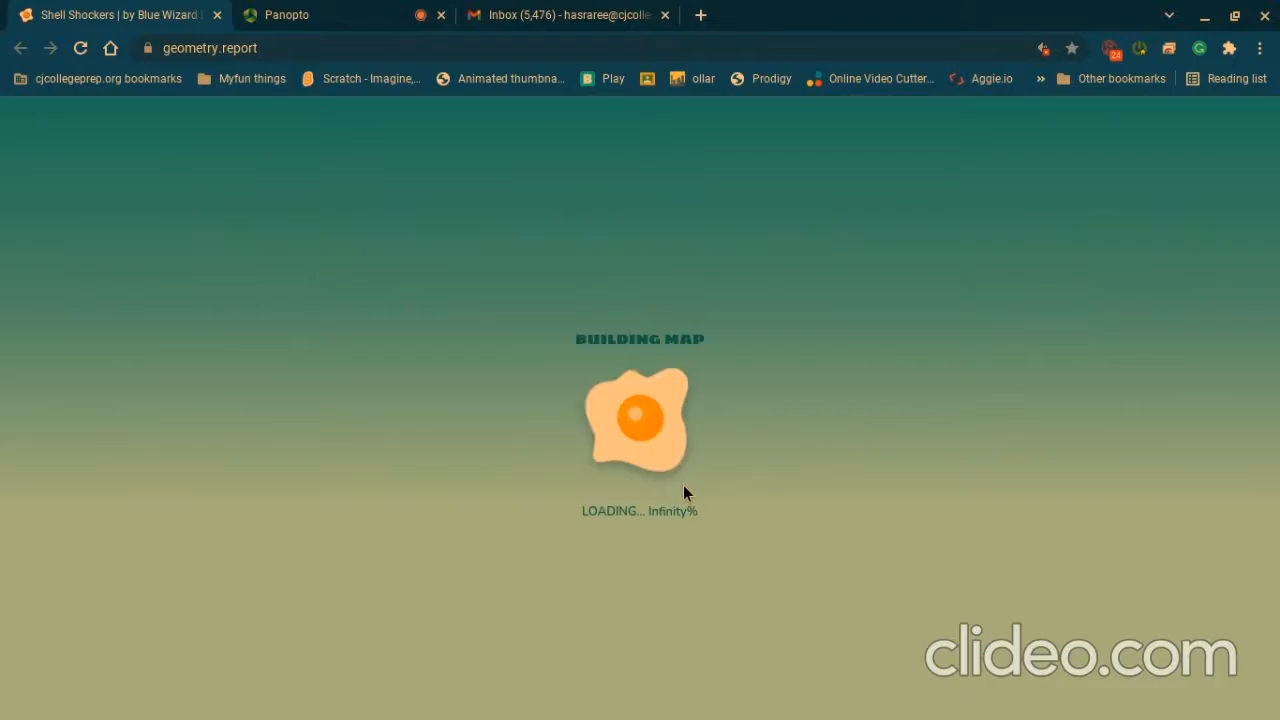 Shell Shockers | by Blue Wizard
Panopto
Inbox (5,476) - hasraree@cjcolle
geometry.report
24
cjcollegeprep.org bookmarks
Myfun things
Scratch - Imagine,...
Animated thumbna...
B Play
ollar
Prodigy
Online Video Cutter...
Aggie.io
»
Other bookmarks
Reading list
BUILDING MAP
LOADING... Infinity%
clideo.com